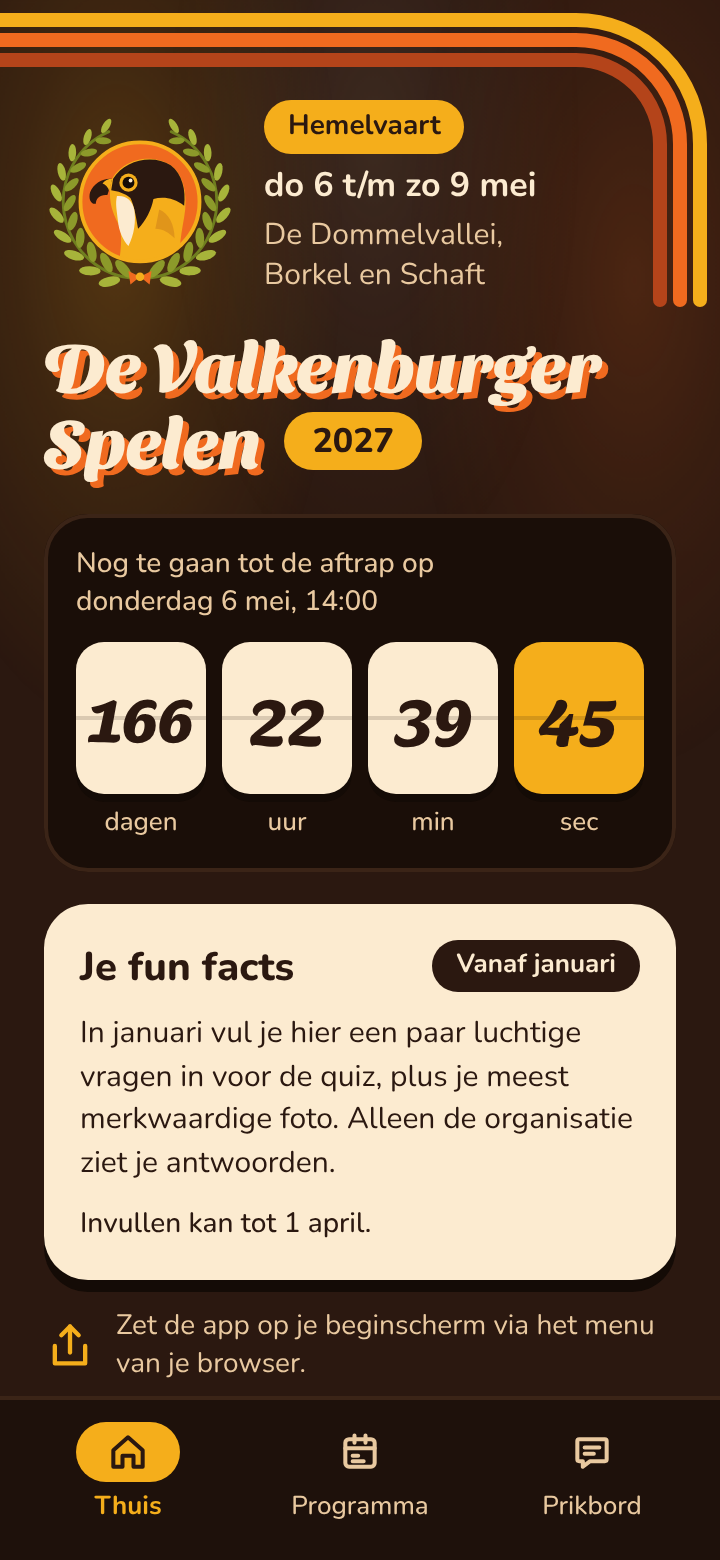 Hemelvaart
do 6 t/m zo 9 mei
De Dommelvallei,
Borkel en Schaft
De Valkenburger
Spelen 2027
Nog te gaan tot de aftrap op
donderdag 6 mei, 14:00
166 22 39 45
dagen uur min sec
Je fun facts Vanaf januari
In januari vul je hier een paar luchtige
vragen in voor de quiz, plus je meest
merkwaardige foto. Alleen de organisatie
ziet je antwoorden.
Invullen kan tot 1 april.
Zet de app op je beginscherm via het menu
van je browser.
Thuis Programma Prikbord